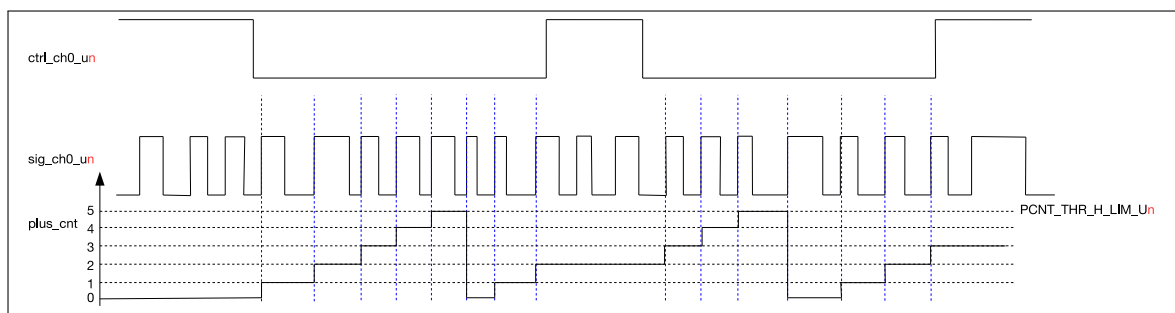 ctrl_ch0_un
sig_ch0_un
plus_cnt
5
4
3
2
1
0
PCNT_THR_H_LIM_Un